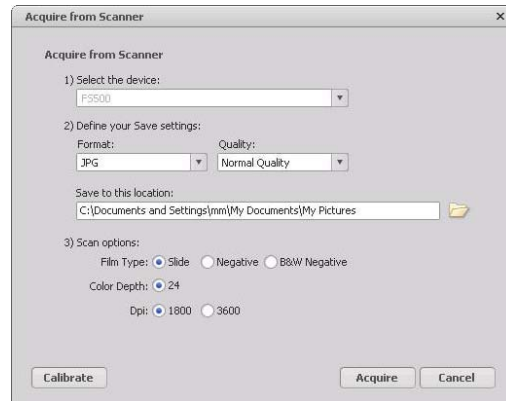 Acquire from Scanner
Acquire from Scanner
1) Select the device:
FS500
2) Define your Save settings:
Format: Quality:
JPG Normal Quality
Save to this location:
C:\Documents and Settings\mm\My Documents\My Pictures
3) Scan options:
Film Type: Slide Negative B&W Negative
Color Depth: 24
Dpi: 1800 3600
Calibrate Acquire Cancel